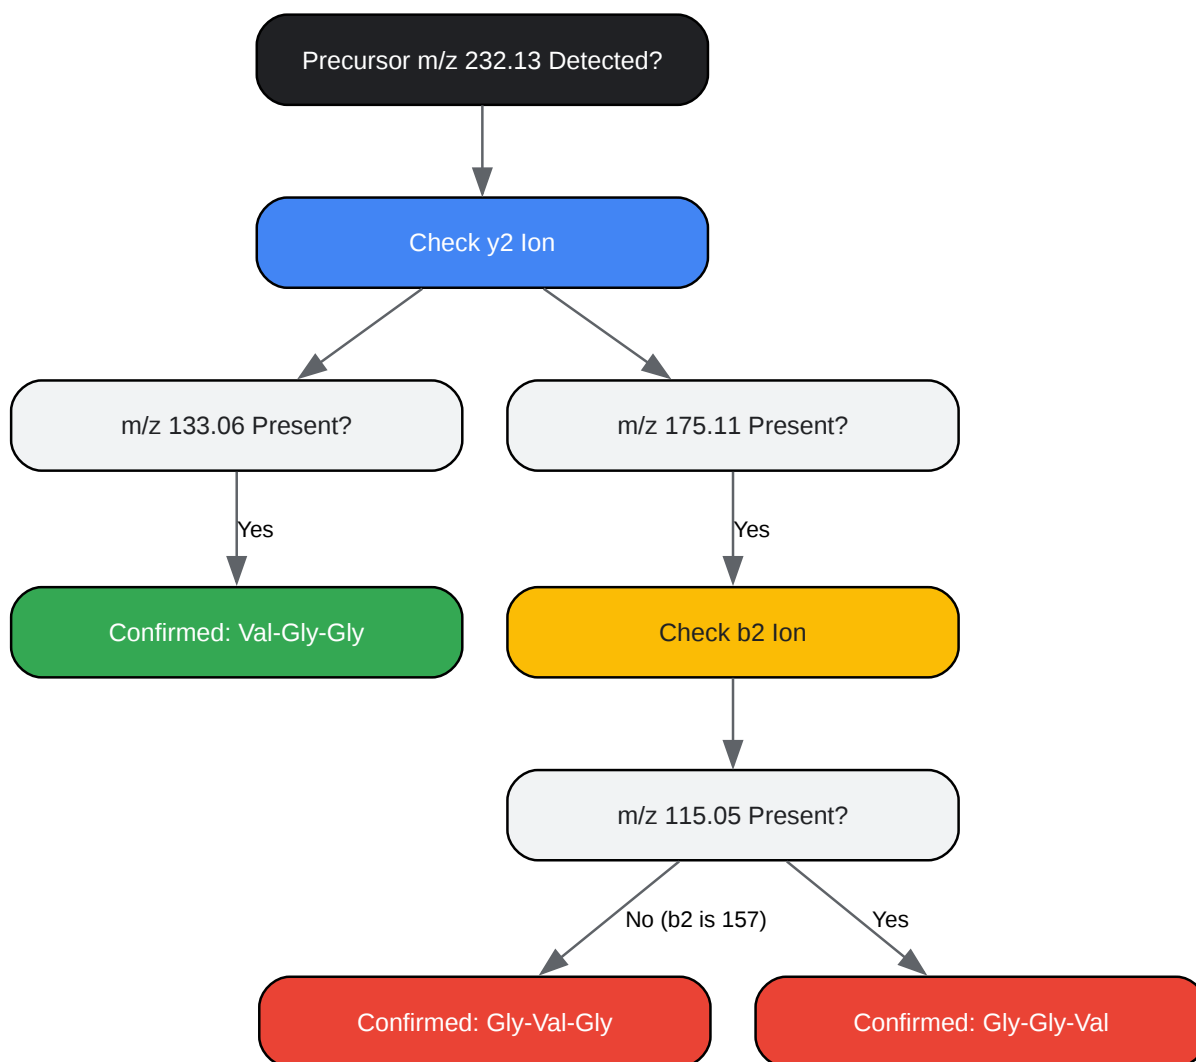 Precursor m/z 232.13 Detected?
Check y2 Ion
m/z 133.06 Present?
m/z 175.11 Present?
Yes
Yes
Confirmed: Val-Gly-Gly
Check b2 Ion
m/z 115.05 Present?
No (b2 is 157)
Yes
Confirmed: Gly-Val-Gly
Confirmed: Gly-Gly-Val